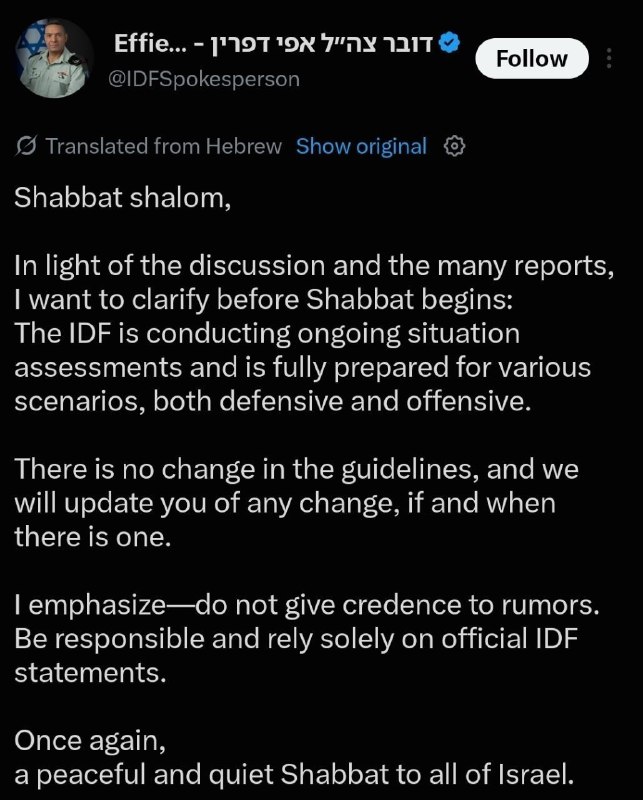 Effie... - דובר צה״ל אפי דפרין
@IDFSpokesperson
Follow
Translated from Hebrew Show original
Shabbat shalom,
In light of the discussion and the many reports,
I want to clarify before Shabbat begins:
The IDF is conducting ongoing situation
assessments and is fully prepared for various
scenarios, both defensive and offensive.
There is no change in the guidelines, and we
will update you of any change, if and when
there is one.
I emphasize—do not give credence to rumors.
Be responsible and rely solely on official IDF
statements.
Once again,
a peaceful and quiet Shabbat to all of Israel.